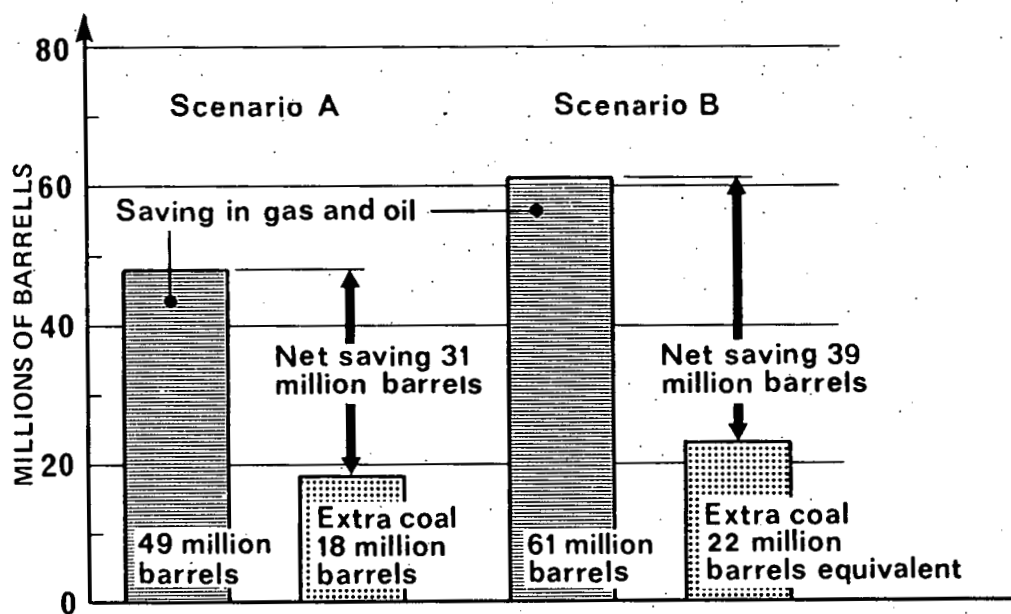 MILLIONS OF BARRELLS
80
60
40
20
0
Scenario A
Scenario B
Saving in gas and oil
Net saving 31
million barrels
Net saving 39
million barrels
49 million
barrels
Extra coal
18 million
barrels
61 million
barrels
Extra coal
22 million
barrels equivalent